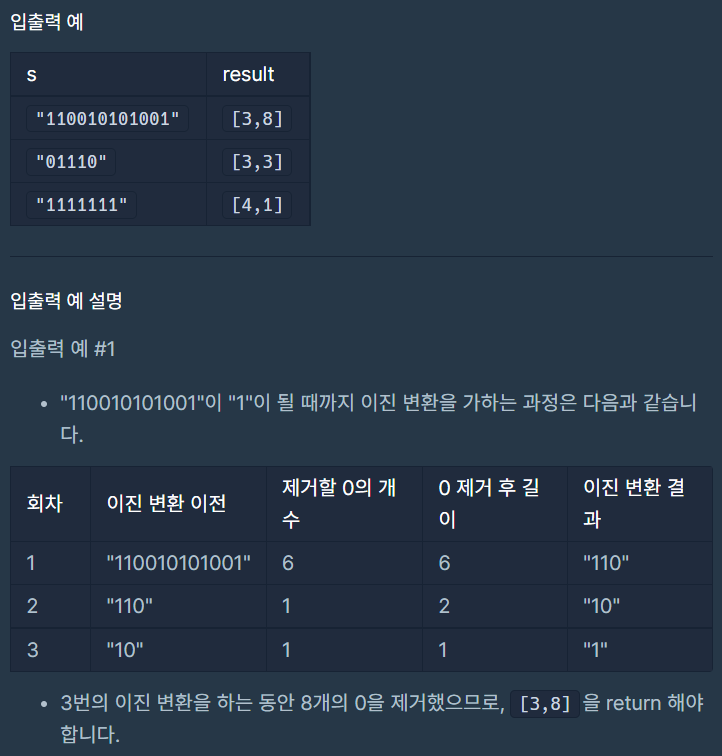 입출력 예
s result
"110010101001" [3,8]
"01110" [3,3]
"1111111" [4,1]
입출력 예 설명
입출력 예 #1
• "110010101001"이 "1"이 될 때까지 이진 변환을 가하는 과정은 다음과 같습니
다.
회차 이진 변환 이전 제거할 0의 개수 0 제거 후 길이 이진 변환 결과
1 "110010101001" 6 6 "110"
2 "110" 1 2 "10"
3 "10" 1 1 "1"
• 3번의 이진 변환을 하는 동안 8개의 0을 제거했으므로, [3,8] 을 return 해야
합니다.